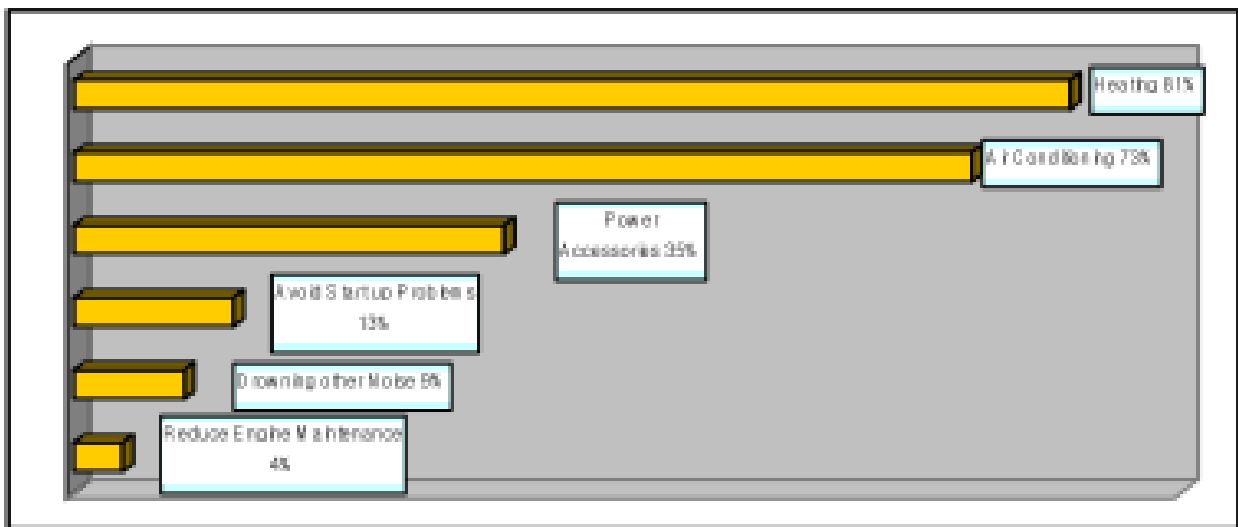 Heating 81%
Air Conditioning 73%
Power
Accessories 35%
Avoid Startup Problems
13%
Drowning other Noise 9%
Reduce Engine Maintenance
4%